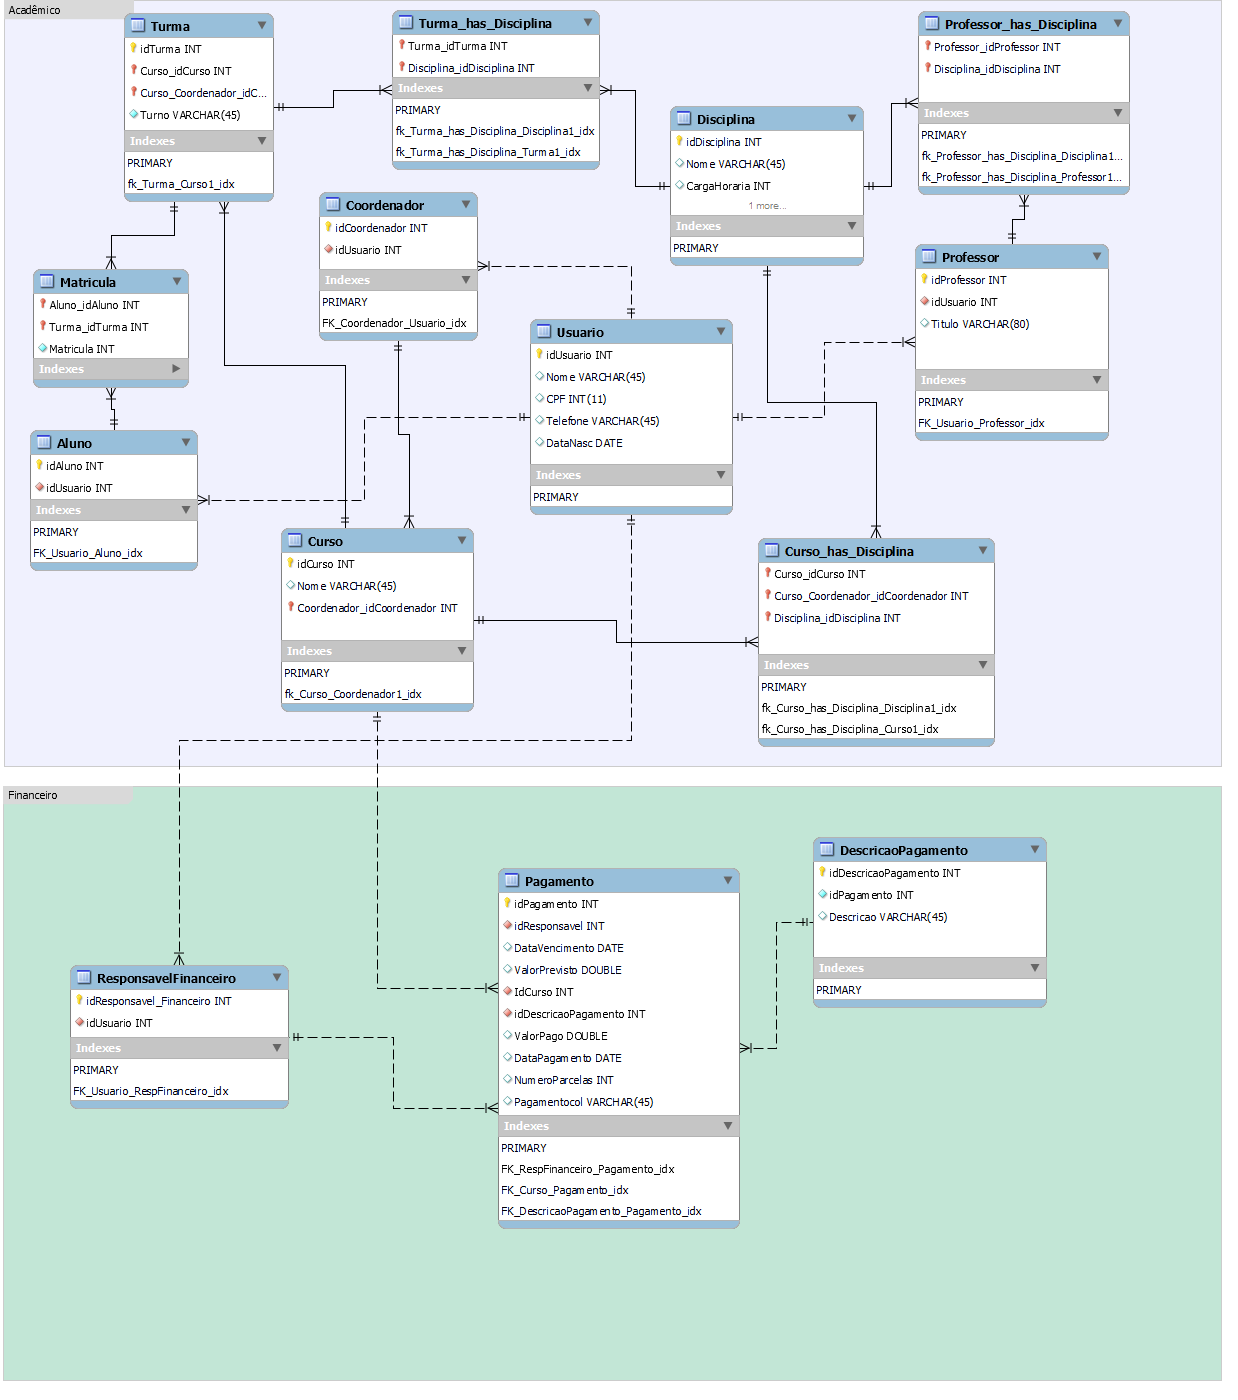 Acadêmico
Turma
idTurma INT
Curso_idCurso INT
Curso_Coordenador_idC...
Turno VARCHAR(45)
Indexes
PRIMARY
fk_Turma_Curso1_idx
Turma_has_Disciplina
Turma_idTurma INT
Disciplina_idDisciplina INT
Indexes
PRIMARY
fk_Turma_has_Disciplina_Disciplina1_idx
fk_Turma_has_Disciplina_Turma1_idx
Professor_has_Disciplina
Professor_idProfessor INT
Disciplina_idDisciplina INT
Indexes
PRIMARY
fk_Professor_has_Disciplina_Disciplina1...
fk_Professor_has_Disciplina_Professor1...
Disciplina
idDisciplina INT
Nome VARCHAR(45)
CargaHoraria INT
1 more...
Indexes
PRIMARY
Coordenador
idCoordenador INT
idUsuario INT
Indexes
PRIMARY
FK_Coordenador_Usuario_idx
Professor
idProfessor INT
idUsuario INT
Titulo VARCHAR(80)
Indexes
PRIMARY
FK_Usuario_Professor_idx
Matricula
Aluno_idAluno INT
Turma_idTurma INT
Matricula INT
Indexes
Usuario
idUsuario INT
Nome VARCHAR(45)
CPF INT(11)
Telefone VARCHAR(45)
DataNasc DATE
Indexes
PRIMARY
Aluno
idAluno INT
idUsuario INT
Indexes
PRIMARY
FK_Usuario_Aluno_idx
Curso
idCurso INT
Nome VARCHAR(45)
Coordenador_idCoordenador INT
Indexes
PRIMARY
fk_Curso_Coordenador1_idx
Curso_has_Disciplina
Curso_idCurso INT
Curso_Coordenador_idCoordenador INT
Disciplina_idDisciplina INT
Indexes
PRIMARY
fk_Curso_has_Disciplina_Disciplina1_idx
fk_Curso_has_Disciplina_Curso1_idx
Financeiro
DescricaoPagamento
idDescricaoPagamento INT
idPagamento INT
Descricao VARCHAR(45)
Indexes
PRIMARY
Pagamento
idPagamento INT
idResponsavel INT
DataVencimento DATE
ValorPrevisto DOUBLE
IdCurso INT
idDescricaoPagamento INT
ValorPago DOUBLE
DataPagamento DATE
NumeroParcelas INT
Pagamentocol VARCHAR(45)
Indexes
PRIMARY
FK_RespFinanceiro_Pagamento_idx
FK_Curso_Pagamento_idx
FK_DescricaoPagamento_Pagamento_idx
ResponsavelFinanceiro
idResponsavel_Financeiro INT
idUsuario INT
Indexes
PRIMARY
FK_Usuario_RespFinanceiro_idx